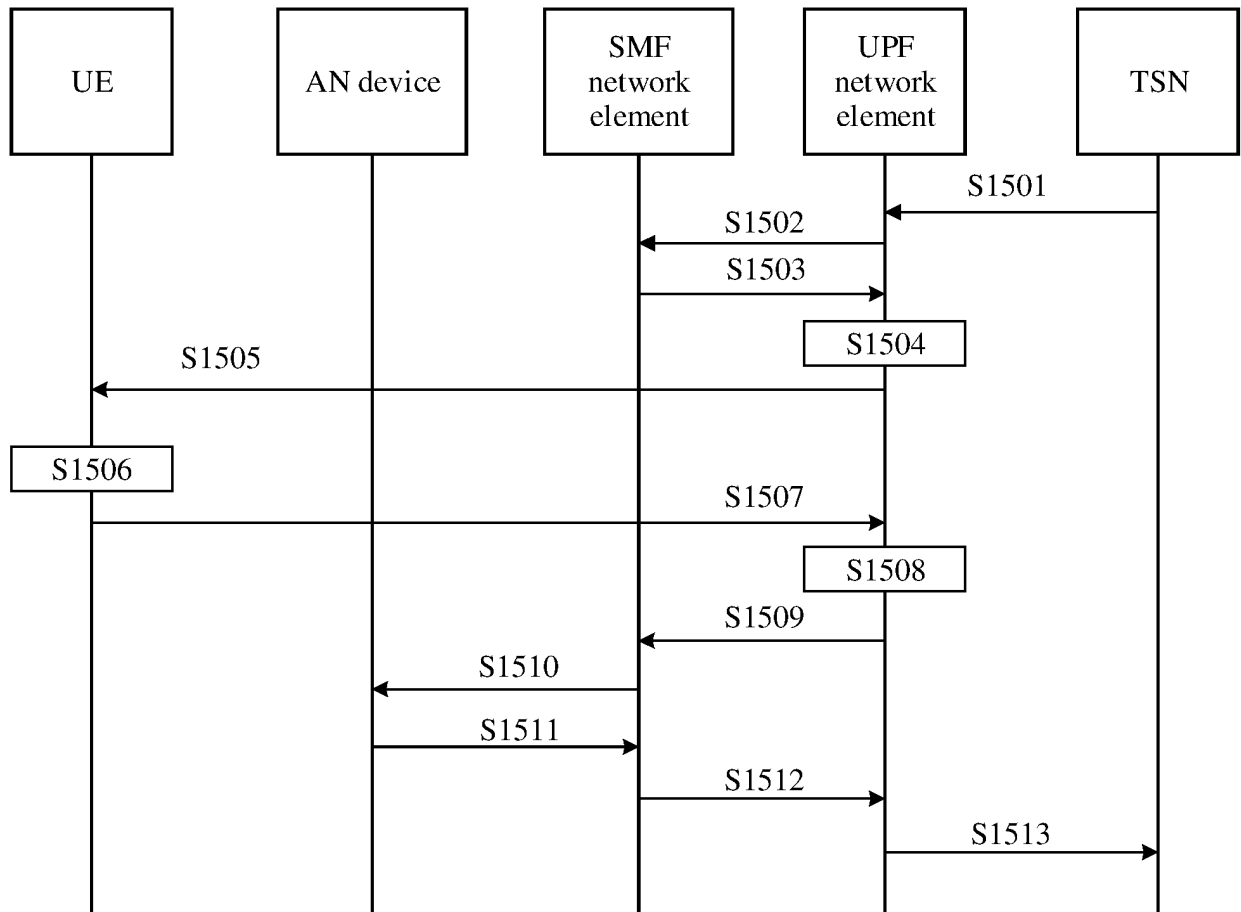 UE
AN device
SMF
network
element
UPF
network
element
TSN
S1501
S1502
S1503
S1504
S1505
S1506
S1507
S1508
S1509
S1510
S1511
S1512
S1513